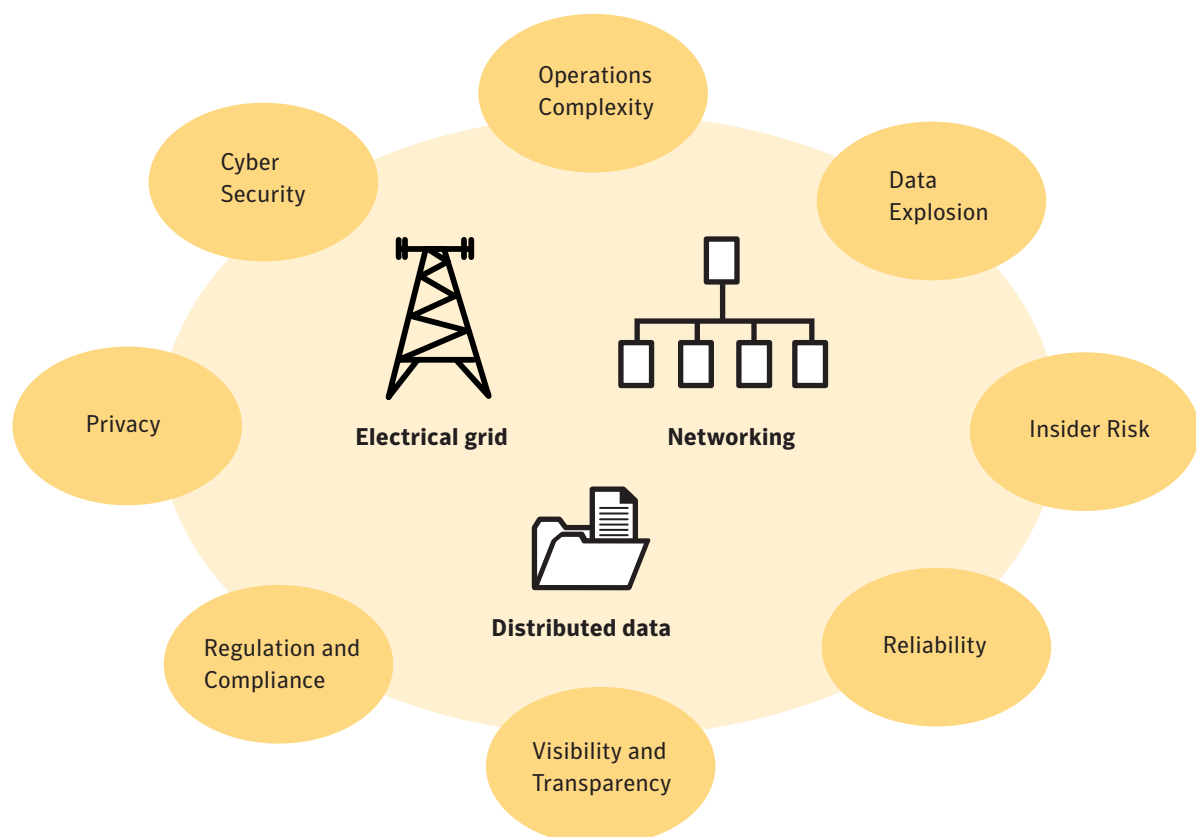 Operations
Complexity
Cyber
Security
Data
Explosion
Privacy
Electrical grid
Networking
Insider Risk
Distributed data
Regulation and
Compliance
Reliability
Visibility and
Transparency